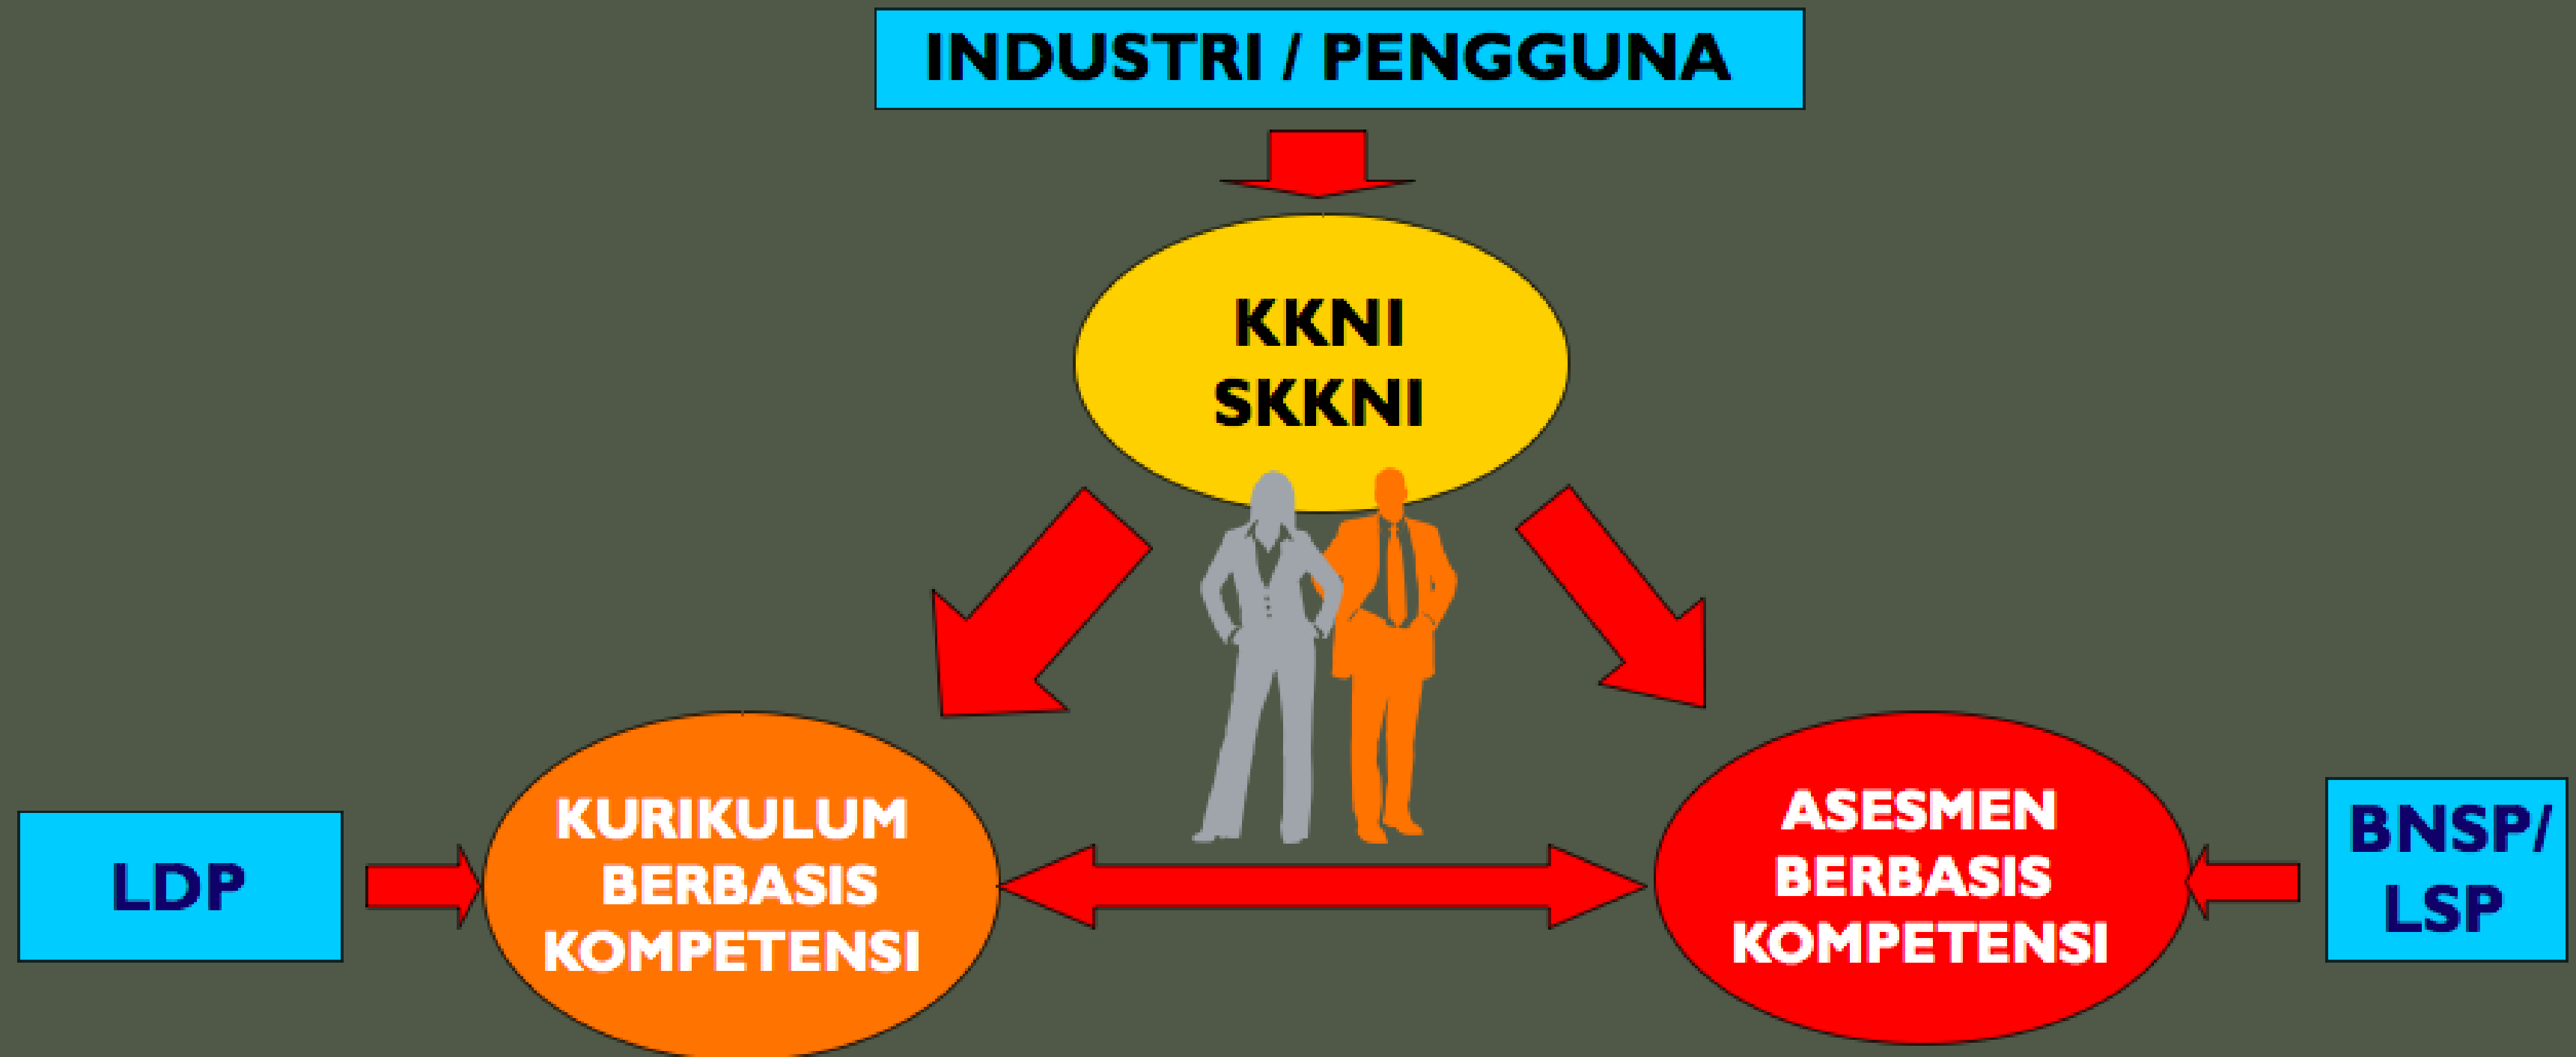 INDUSTRI / PENGGUNA
KKNI
SKKNI
KURIKULUM
BERBASIS
KOMPETENSI
ASESMEN
BERBASIS
KOMPETENSI
LDP
BNSP/
LSP